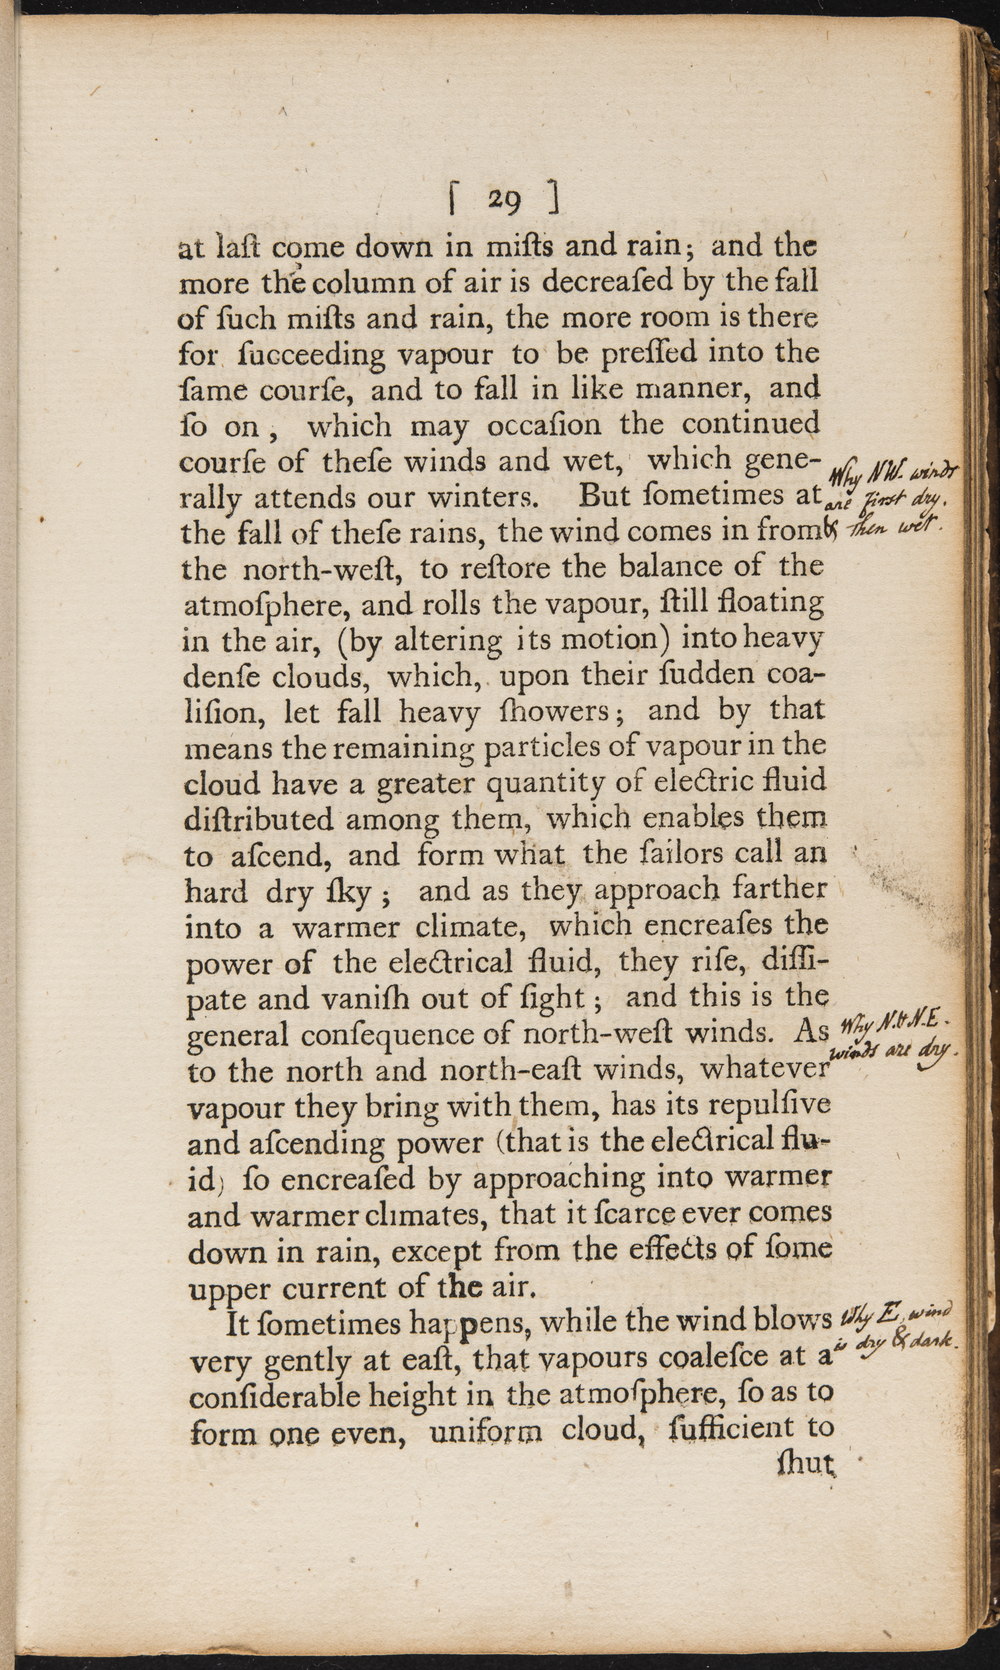 [ 29 ]
at laſt come down in miſts and rain; and the
more the column of air is decreaſed by the fall
of ſuch miſts and rain, the more room is there
for ſucceeding vapour to be preſſed into the
ſame courſe, and to fall in like manner, and
ſo on, which may occaſion the continued
courſe of theſe winds and wet, which gene-
rally attends our winters. But ſometimes at
the fall of theſe rains, the wind comes in from
the north-weſt, to reſtore the balance of the
atmoſphere, and rolls the vapour, ſtill floating
in the air, (by altering its motion) into heavy
denſe clouds, which, upon their ſudden coa-
liſion, let fall heavy ſhowers; and by that
means the remaining particles of vapour in the
cloud have a greater quantity of electric fluid
diſtributed among them, which enables them
to aſcend, and form what the ſailors call an
hard dry ſky; and as they approach farther
into a warmer climate, which encreaſes the
power of the electrical fluid, they riſe, diſſi-
pate and vaniſh out of ſight; and this is the
general conſequence of north-weſt winds. As
to the north and north-eaſt winds, whatever
vapour they bring with them, has its repulſive
and aſcending power (that is the electrical flu-
id) ſo encreaſed by approaching into warmer
and warmer climates, that it ſcarce ever comes
down in rain, except from the effects of ſome
upper current of the air.
It ſometimes happens, while the wind blows
very gently at eaſt, that vapours coaleſce at a
conſiderable height in the atmoſphere, ſo as to
form one even, uniform cloud, ſufficient to
ſhut
Why NW. winds
are first dry,
& then wet.
Why N. & N.E.
winds are dry.
Why E. wind
is dry & dark.